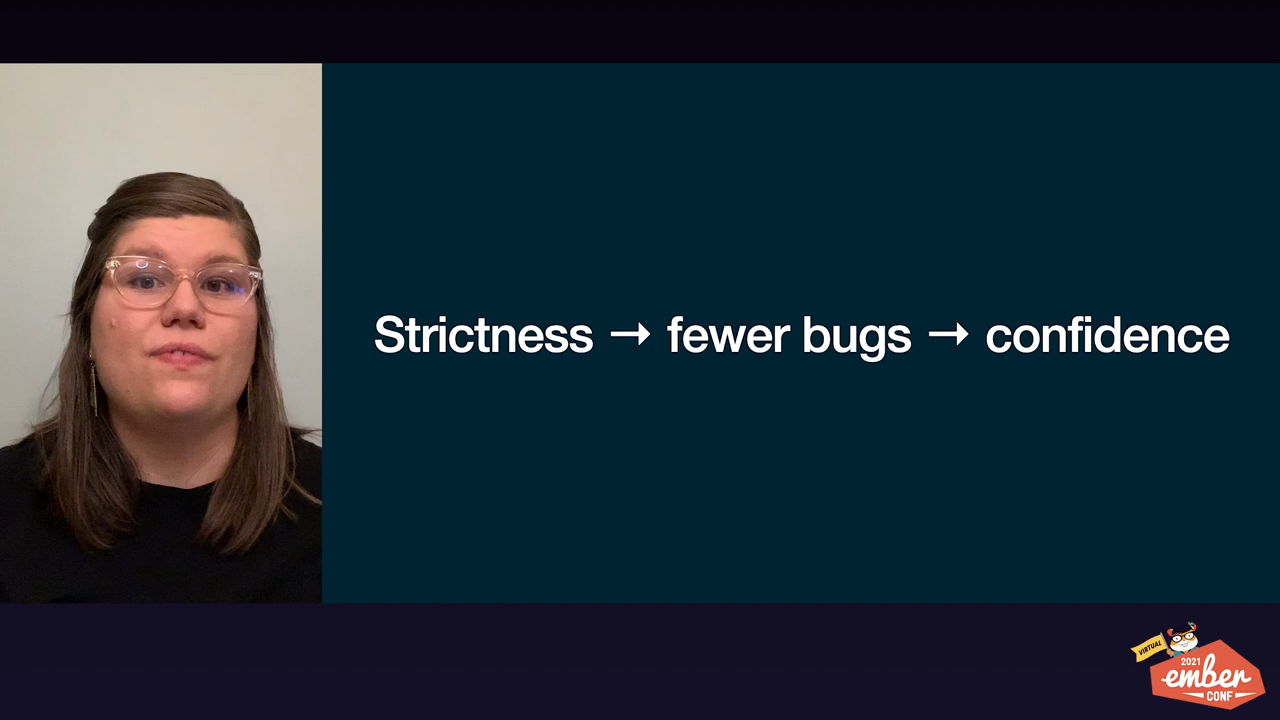 Strictness → fewer bugs → confidence
VIRTUAL
2021
ember
CONF